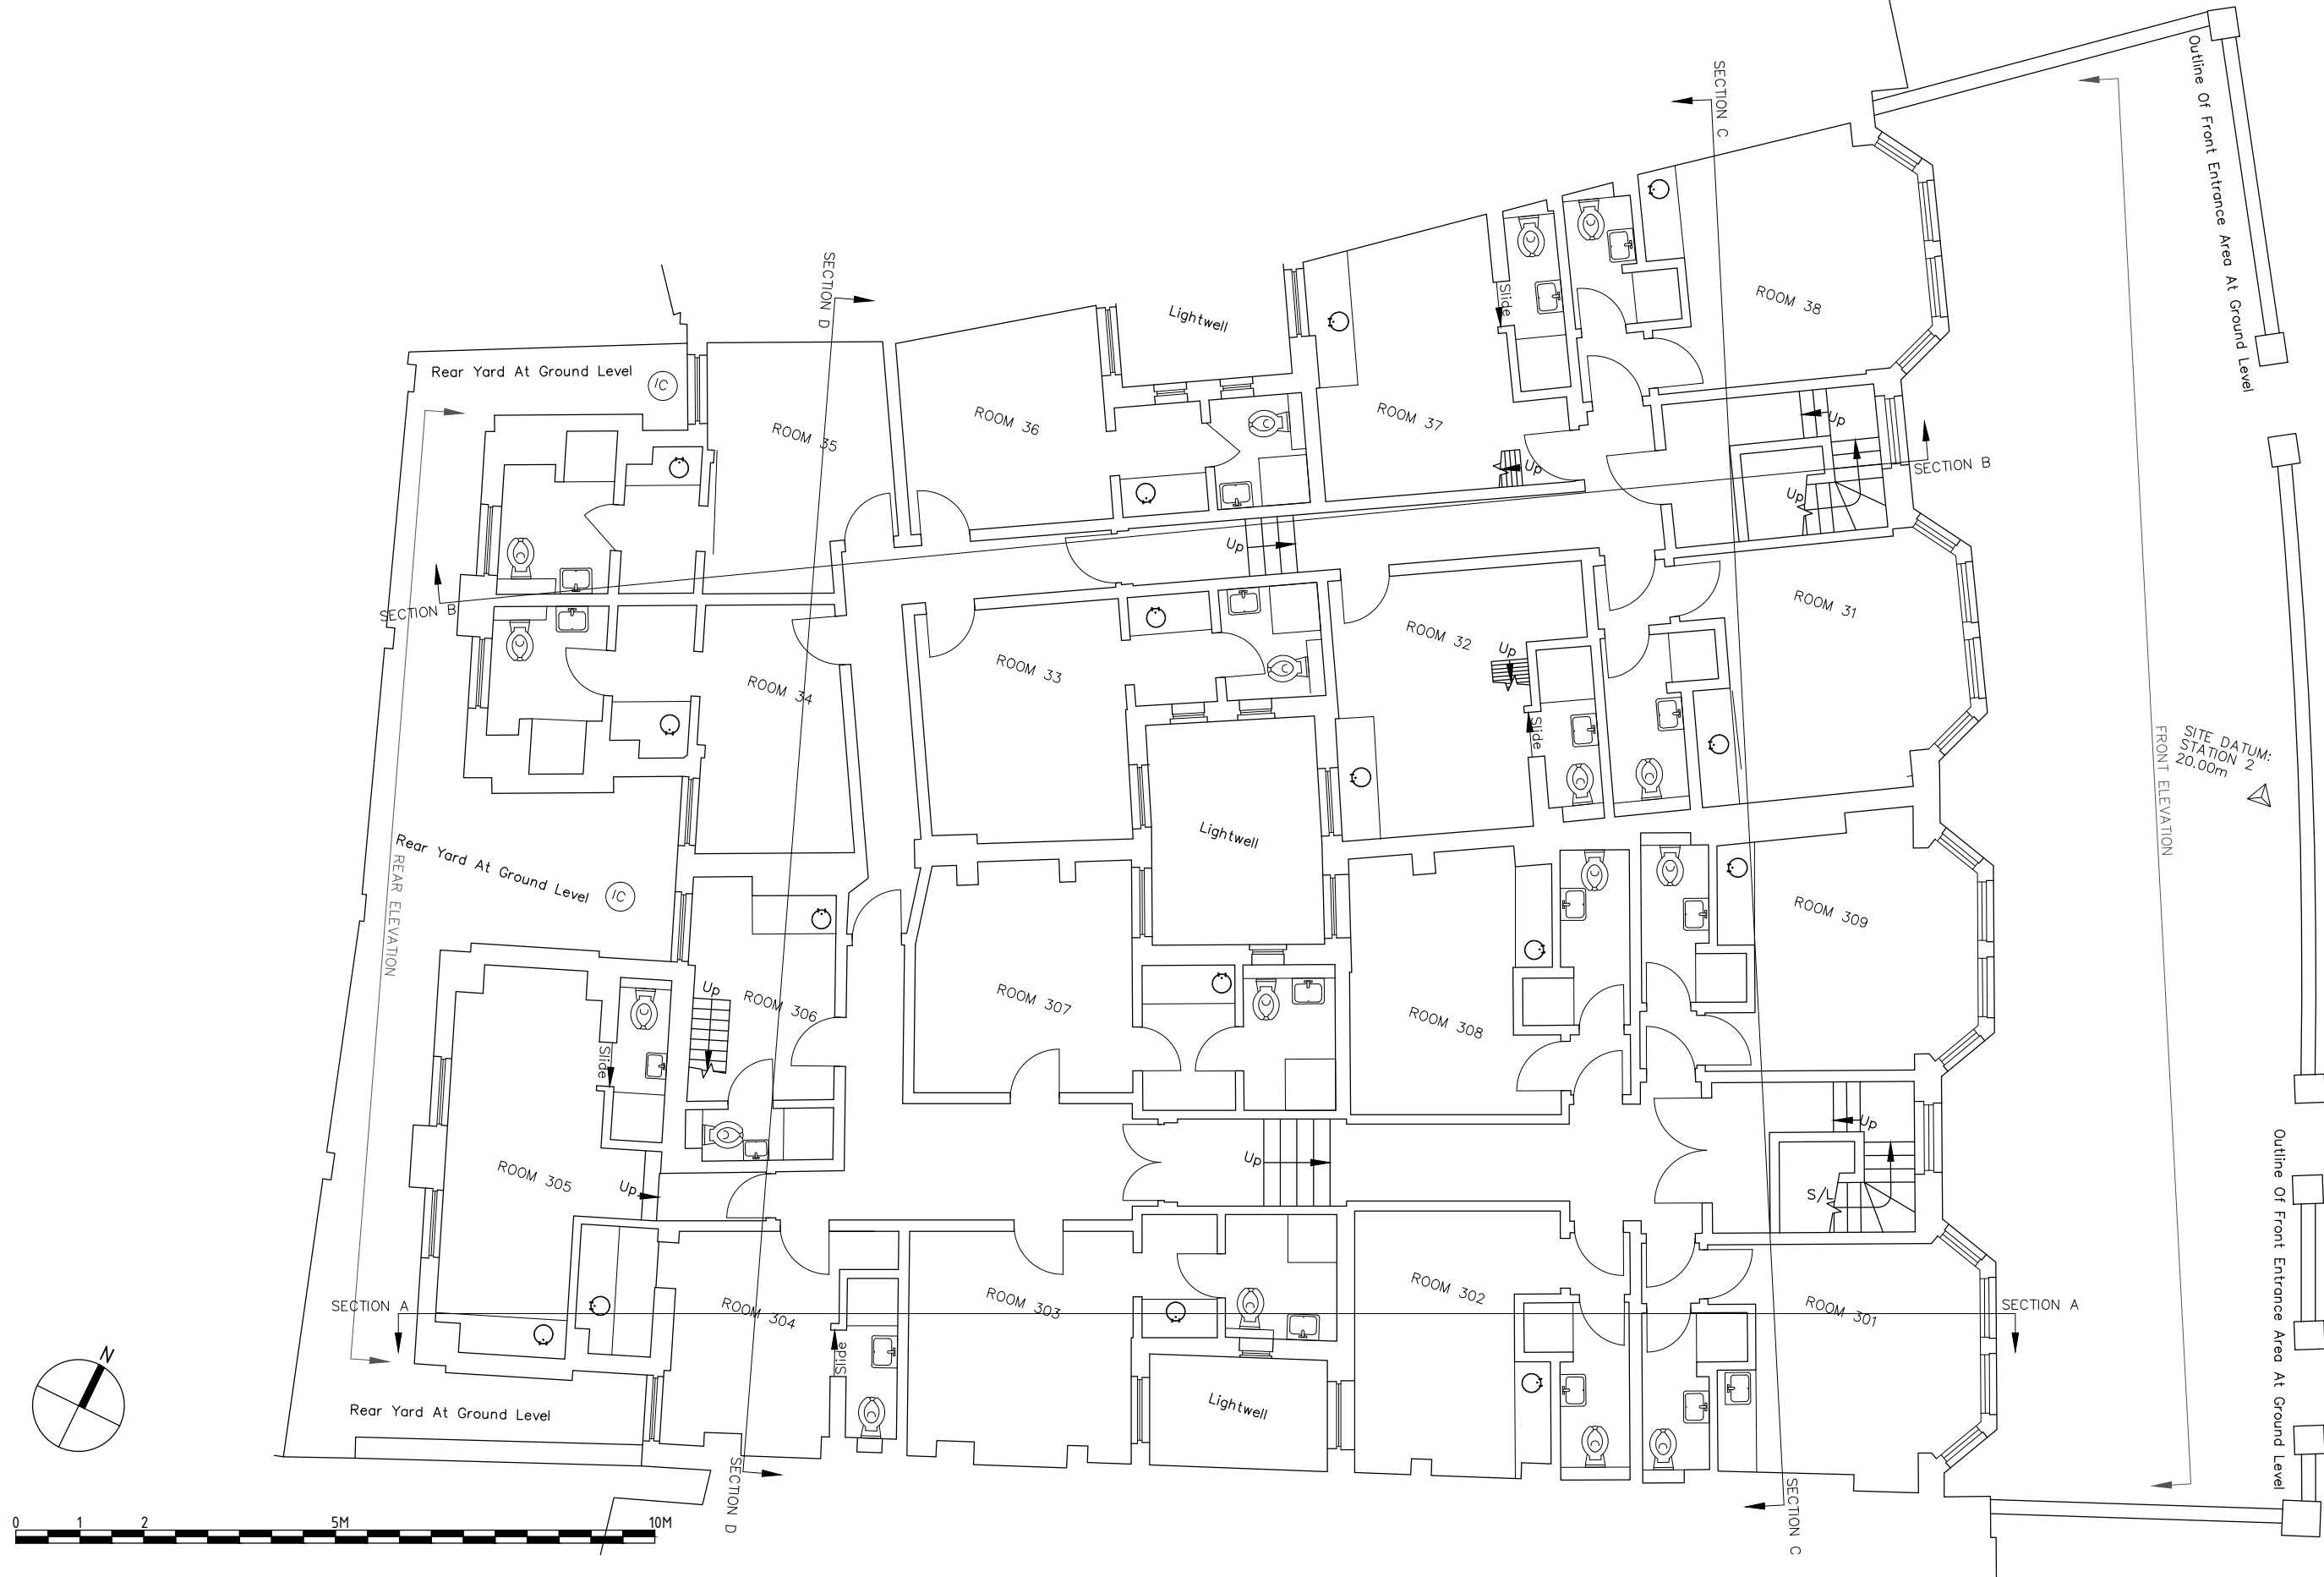 Outline Of Front Entrance Area At Ground Level
SECTION C
SECTION D
ROOM 38
Lightwell
Slide
Rear Yard At Ground Level
IC
ROOM 35
ROOM 36
ROOM 37
Up
Up
Up
SECTION B
Up
SECTION B
ROOM 31
ROOM 32
Up
ROOM 33
ROOM 34
Slide
FRONT ELEVATION
SITE DATUM:
STATION 2
20.00m
Lightwell
Rear Yard At Ground Level
IC
REAR ELEVATION
ROOM 309
Up
ROOM 306
ROOM 307
ROOM 308
Slide
Up
Up
ROOM 305
Up
S/L
Outline Of Front Entrance Area At Ground Level
SECTION A
ROOM 304
ROOM 303
ROOM 302
ROOM 301
SECTION A
Slide
N
Rear Yard At Ground Level
Lightwell
SECTION D
SECTION C
0 1 2 5M 10M